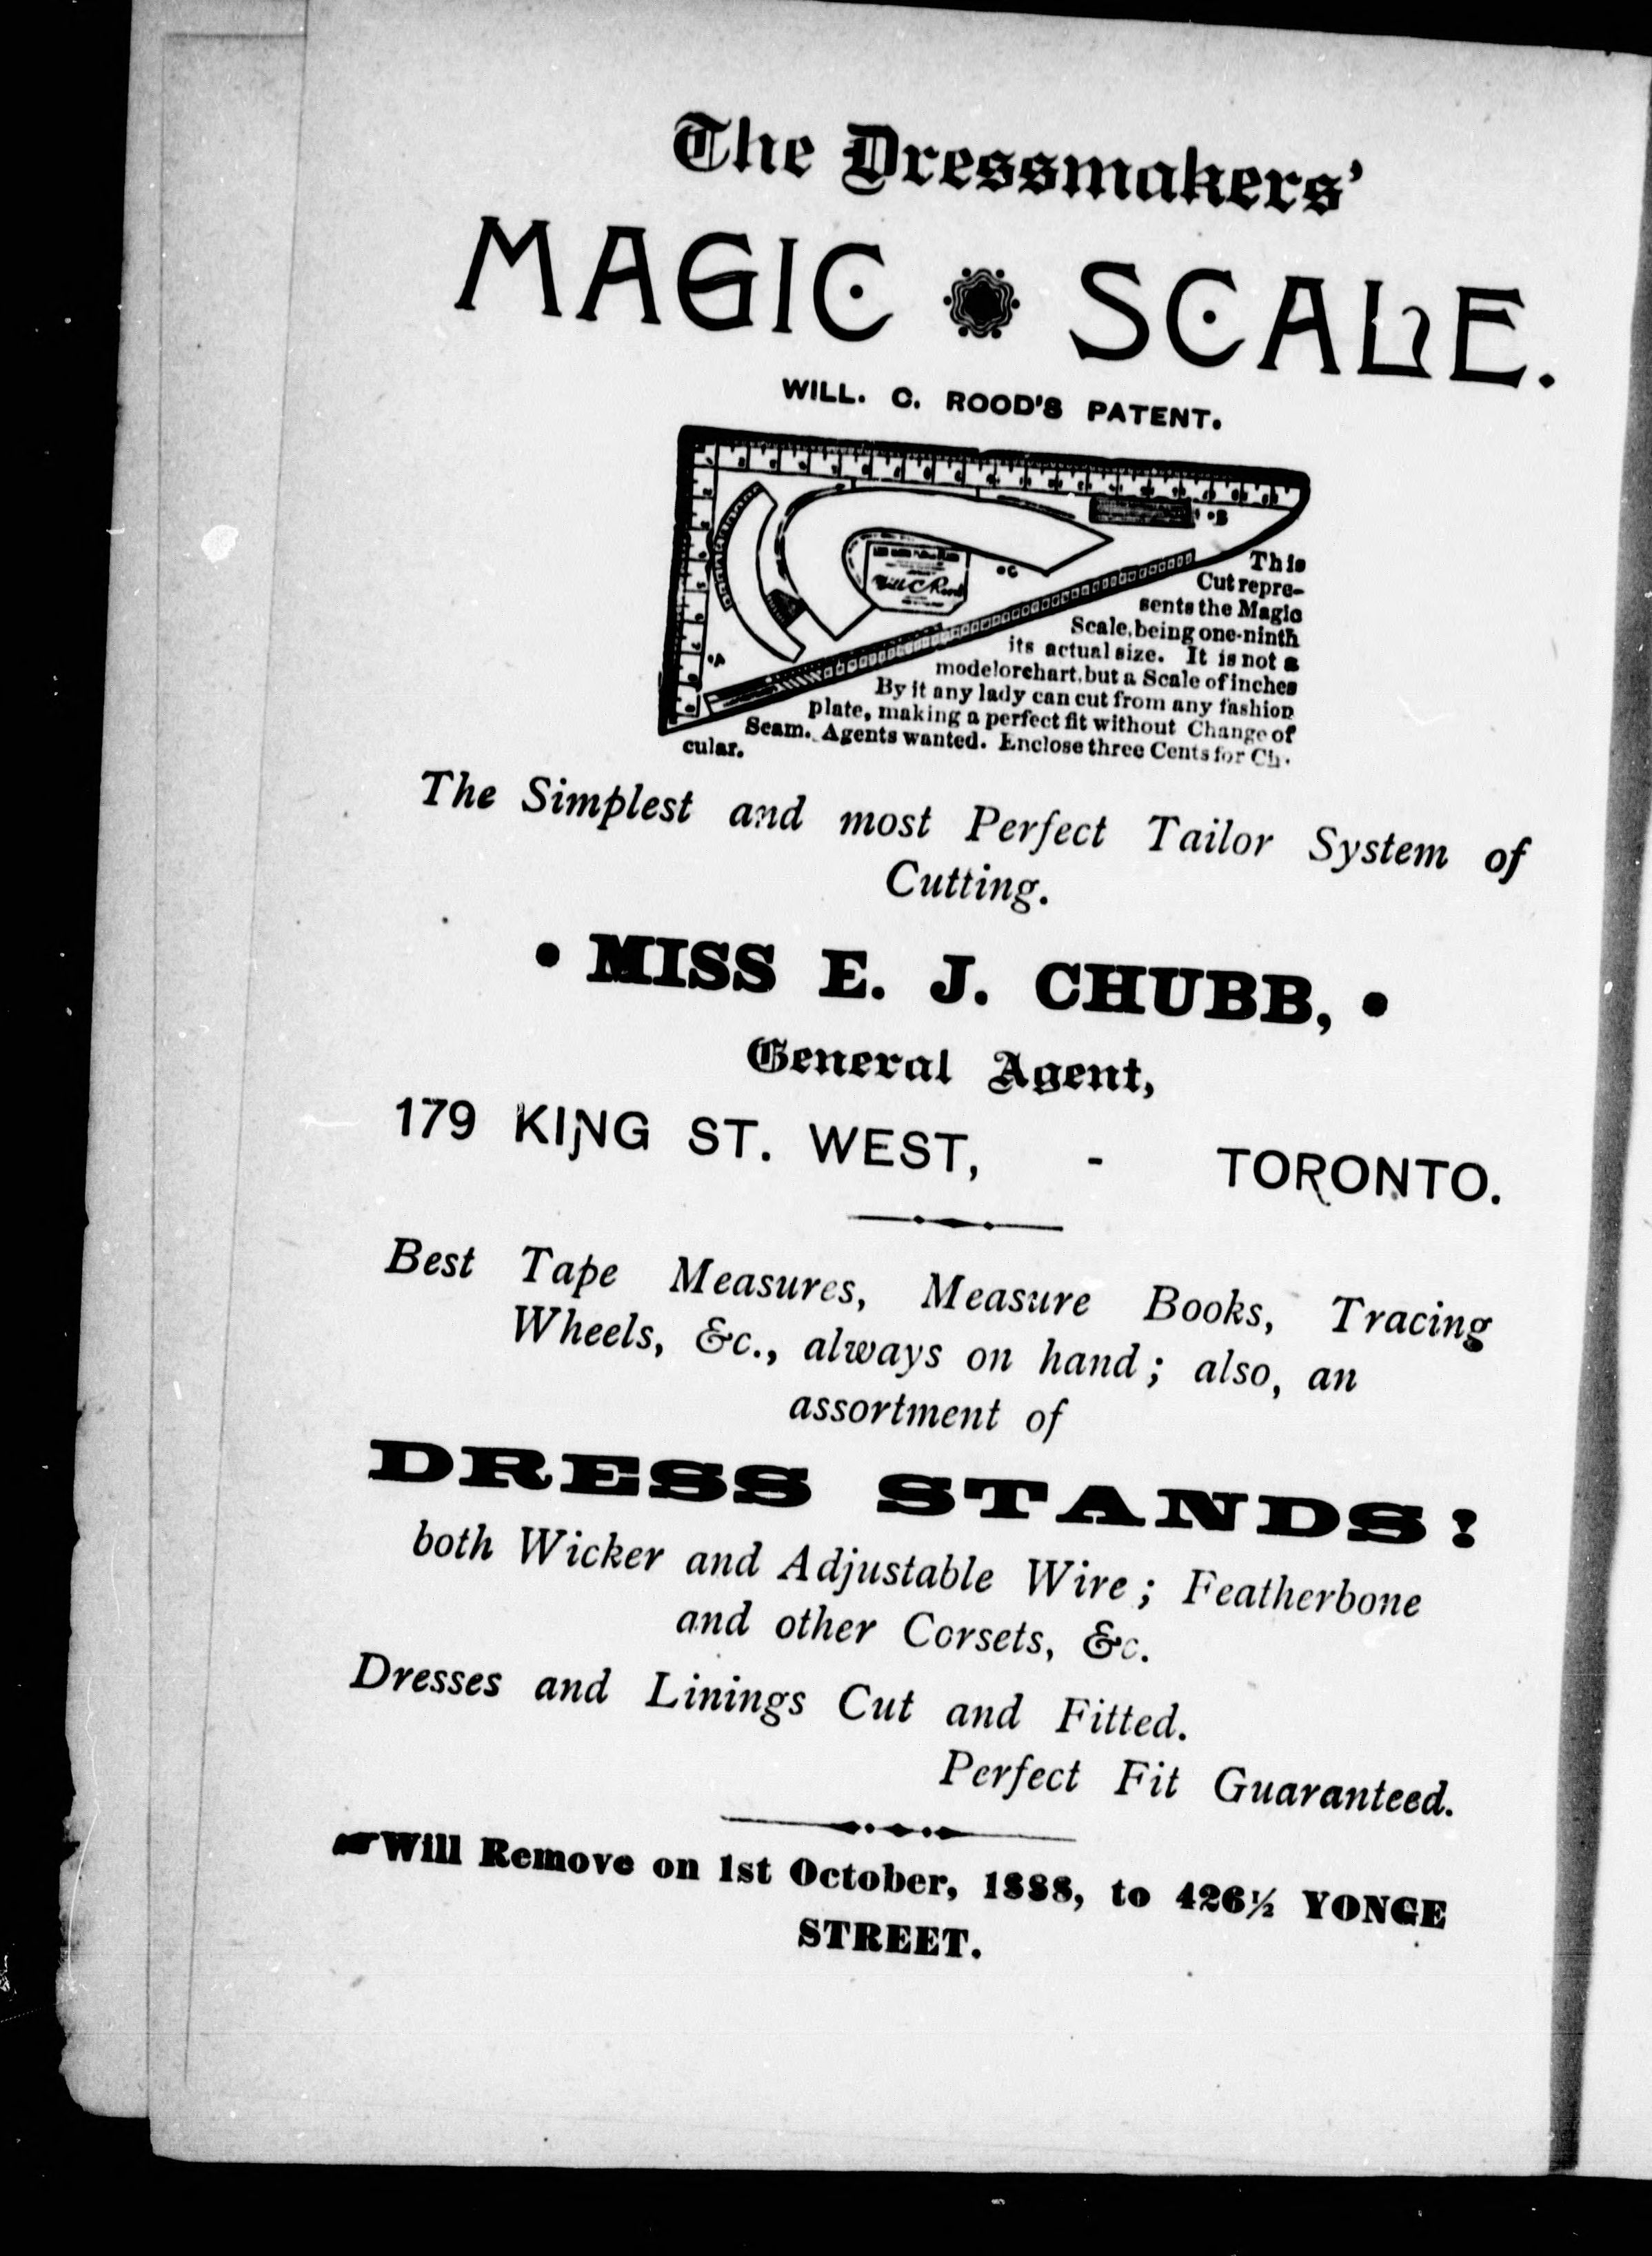 The Dressmakers'
MAGIC SCALE.
WILL. C. ROOD'S PATENT.
Will C Rood
•B
•C
•A
This
Cut repre-
sents the Magic
Scale, being one-ninth
its actual size. It is not a
model or chart, but a Scale of inches
By it any lady can cut from any fashion
plate, making a perfect fit without Change of
Seam. Agents wanted. Enclose three Cents for Cir-
cular.
The Simplest and most Perfect Tailor System of
Cutting.
• MISS E. J. CHUBB, •
General Agent,
179 KING ST. WEST, - TORONTO.
Best Tape Measures, Measure Books, Tracing
Wheels, &c., always on hand; also, an
assortment of
DRESS STANDS!
both Wicker and Adjustable Wire; Featherbone
and other Corsets, &c.
Dresses and Linings Cut and Fitted.
Perfect Fit Guaranteed.
☛Will Remove on 1st October, 1888, to 426½ YONGE
STREET.